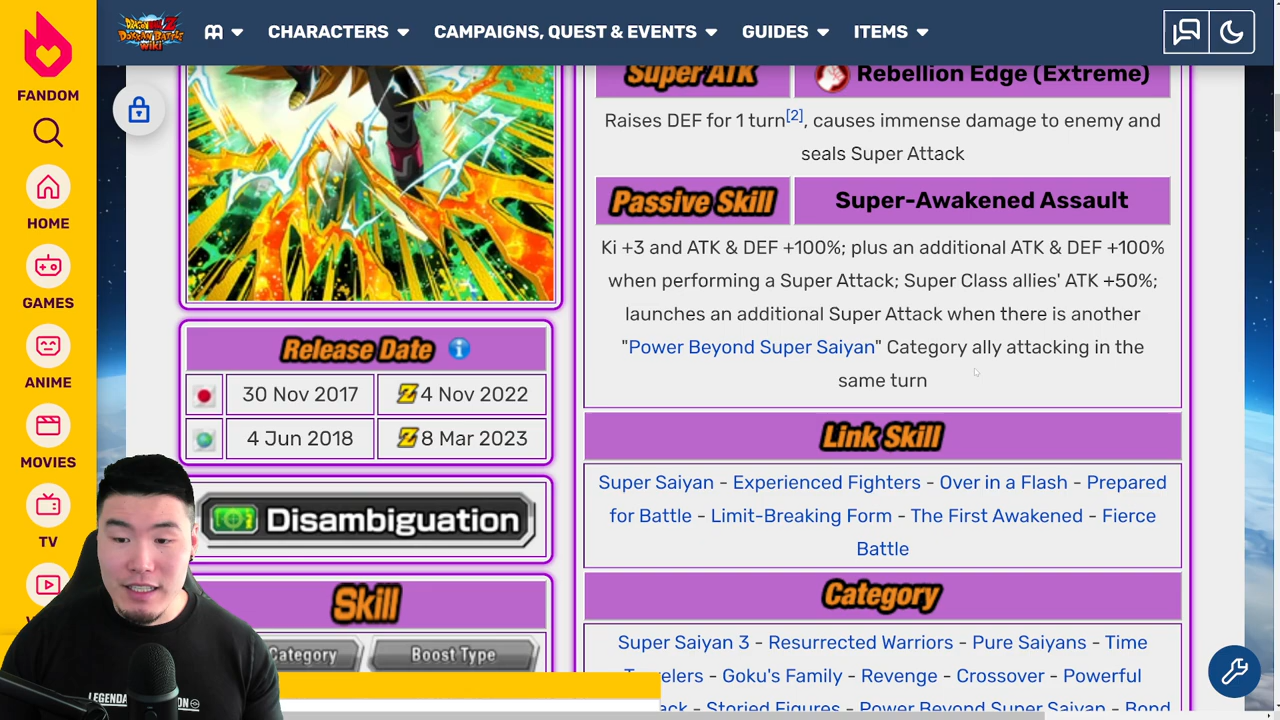 DRAGON BALL Z
DOKKAN BATTLE
WIKI
CHARACTERS
CAMPAIGNS, QUEST & EVENTS
GUIDES
ITEMS
FANDOM
HOME
GAMES
ANIME
MOVIES
TV
Super ATK
Rebellion Edge (Extreme)
Raises DEF for 1 turn[2], causes immense damage to enemy and
seals Super Attack
Passive Skill
Super-Awakened Assault
Ki +3 and ATK & DEF +100%; plus an additional ATK & DEF +100%
when performing a Super Attack; Super Class allies' ATK +50%;
launches an additional Super Attack when there is another
"Power Beyond Super Saiyan" Category ally attacking in the
same turn
Release Date
30 Nov 2017
Z 4 Nov 2022
4 Jun 2018
Z 8 Mar 2023
Disambiguation
Skill
Category
Boost Type
Link Skill
Super Saiyan - Experienced Fighters - Over in a Flash - Prepared
for Battle - Limit-Breaking Form - The First Awakened - Fierce
Battle
Category
Super Saiyan 3 - Resurrected Warriors - Pure Saiyans - Time
Travelers - Goku's Family - Revenge - Crossover - Powerful
Storied Figures - Power Beyond Super Saiyan - Bond